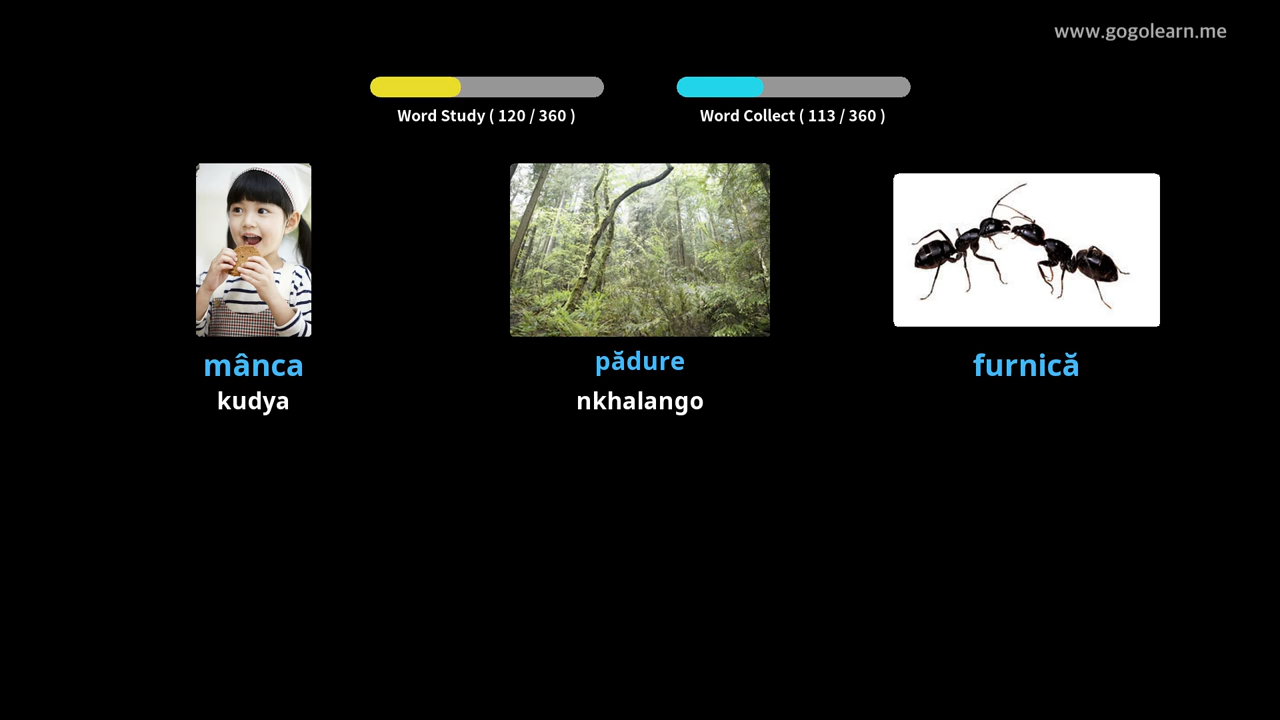 www.gogolearn.me
Word Study ( 120 / 360 )
Word Collect ( 113 / 360 )
mânca
kudya
pădure
nkhalango
furnică